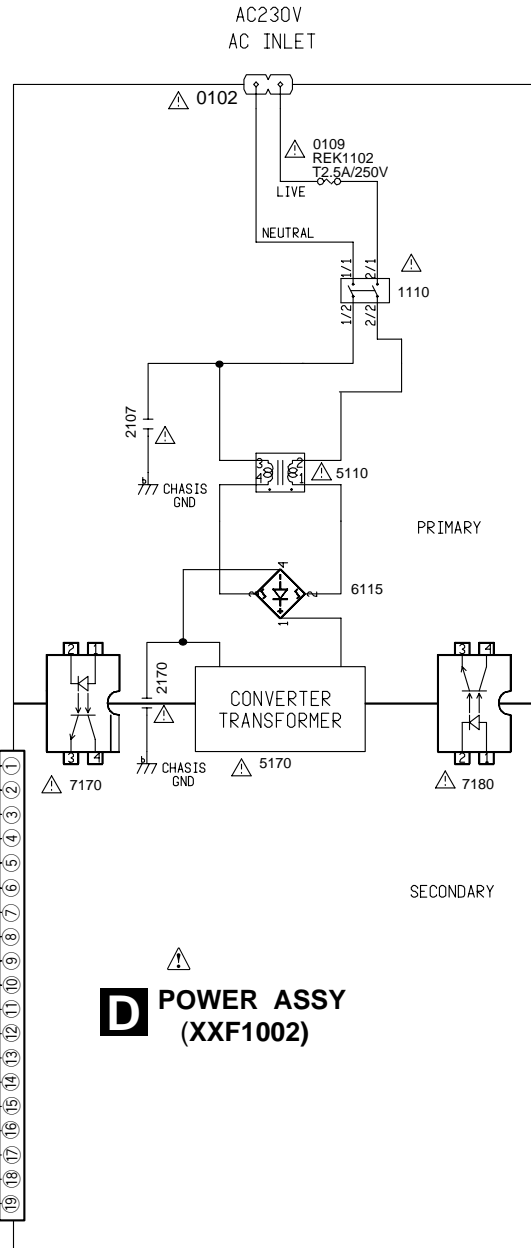 AC230V
AC INLET
⚠ 0102
⚠ 0109
REK1102
T2.5A/250V
LIVE
NEUTRAL
1/1 2/1 ⚠
1/2 2/2 1110
2107 ⚠
CHASIS
GND
3 2
4 1
⚠ 5110
PRIMARY
4
2
1
6115
2 1
3 4
2170
⚠
CONVERTER
TRANSFORMER
3 4
2 1
⚠ 7170
CHASIS
GND
⚠ 5170
⚠ 7180
1
2
3
4
5
6
7
8
9
10
11
12
13
14
15
16
17
18
19
SECONDARY
⚠
D POWER ASSY
(XXF1002)